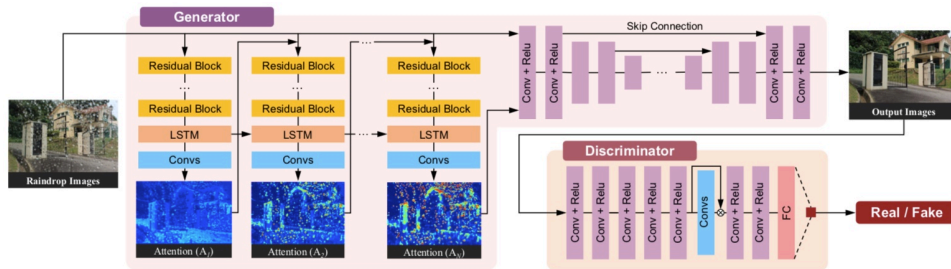 Generator
Skip Connection
Residual Block
Residual Block
Residual Block
...
...
...
...
Residual Block
Residual Block
Residual Block
LSTM
LSTM
...
LSTM
Convs
Convs
Convs
Attention (A1)
Attention (A2)
Attention (AN)
Raindrop Images
Conv + Relu
Conv + Relu
...
Conv + Relu
Conv + Relu
Output Images
Discriminator
Conv + Relu
Conv + Relu
Conv + Relu
Conv + Relu
Conv + Relu
Convs
Conv + Relu
Conv + Relu
FC
Real / Fake